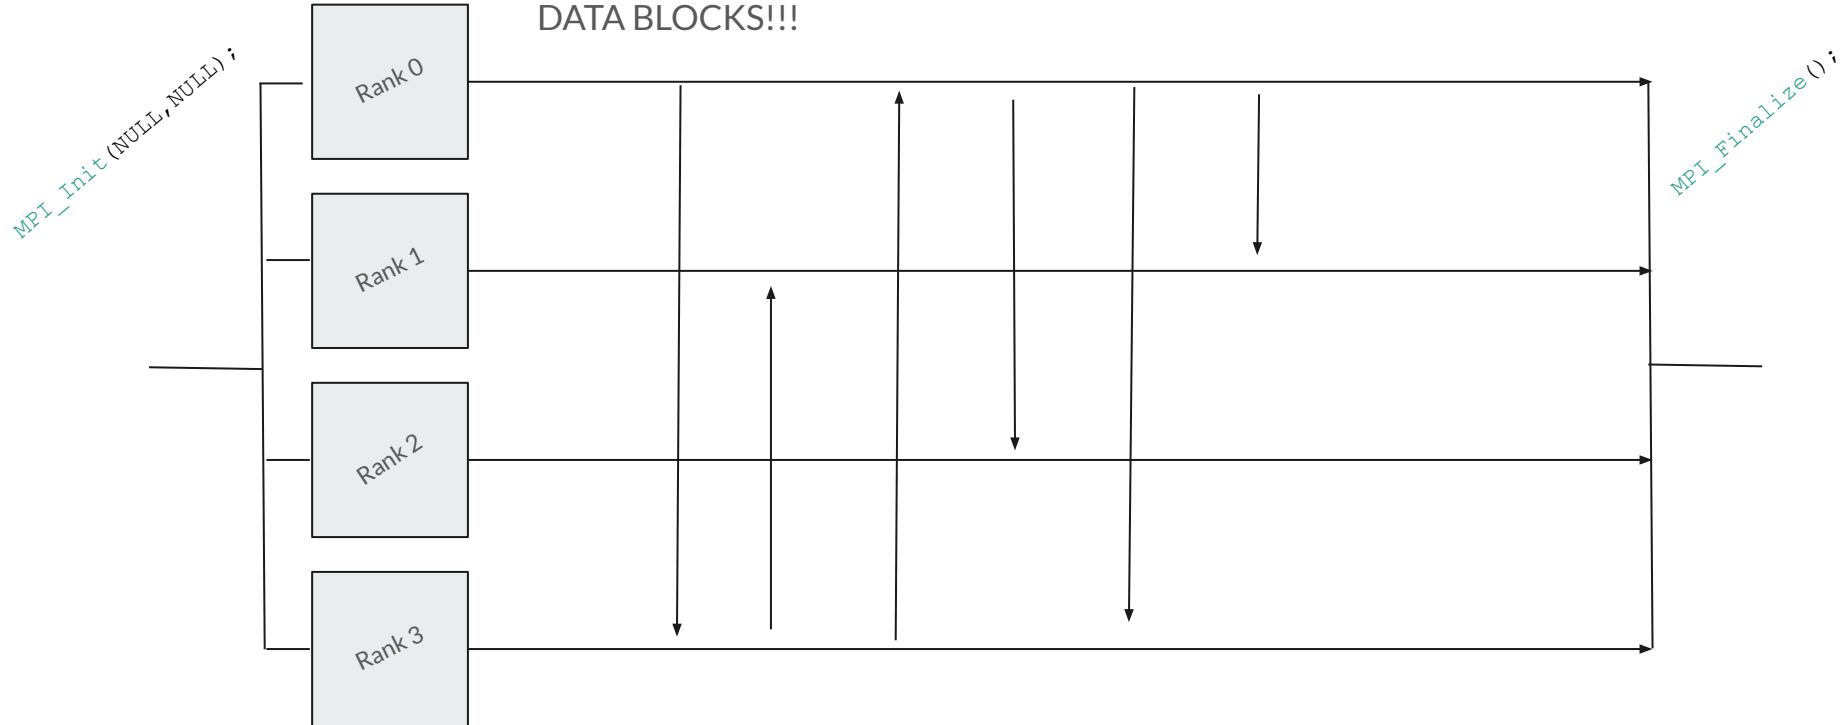 DATA BLOCKS!!!
MPI_Init(NULL,NULL);
MPI_Finalize();
Rank 0
Rank 1
Rank 2
Rank 3